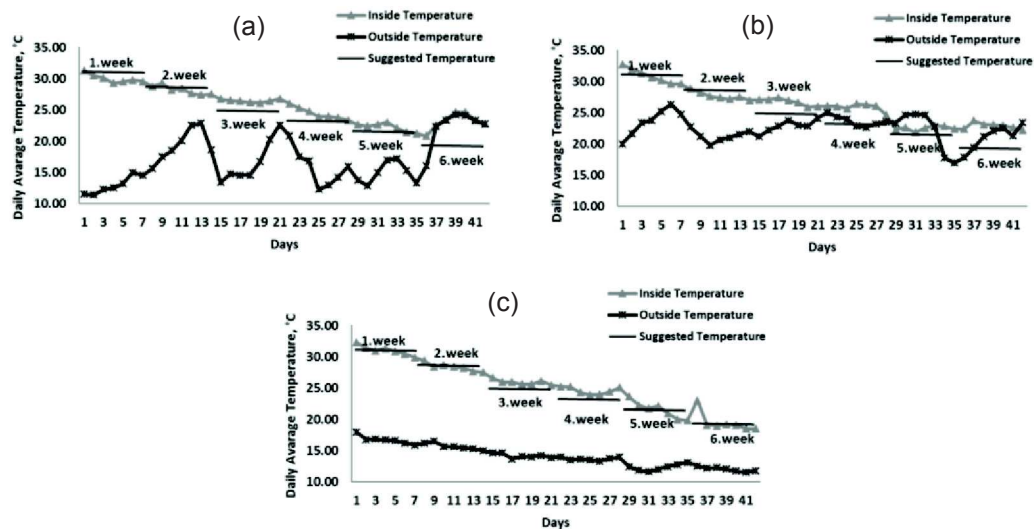 (a)
Inside Temperature
Outside Temperature
Suggested Temperature
Daily Avarage Temperature, °C
35.00
30.00
25.00
20.00
15.00
10.00
1.week
2.week
3.week
4.week
5.week
6.week
1 3 5 7 9 11 13 15 17 19 21 23 25 27 29 31 33 35 37 39 41
Days
(b)
Inside Temperature
Outside Temperature
Suggested Temperature
Daily Avarage Temperature, °C
35.00
30.00
25.00
20.00
15.00
10.00
1.week
2.week
3.week
4.week
5.week
6.week
1 3 5 7 9 11 13 15 17 19 21 23 25 27 29 31 33 35 37 39 41
Days
(c)
Inside Temperature
Outside Temperature
Suggested Temperature
Daily Avarage Temperature, °C
35.00
30.00
25.00
20.00
15.00
10.00
1.week
2.week
3.week
4.week
5.week
6.week
1 3 5 7 9 11 13 15 17 19 21 23 25 27 29 31 33 35 37 39 41
Days